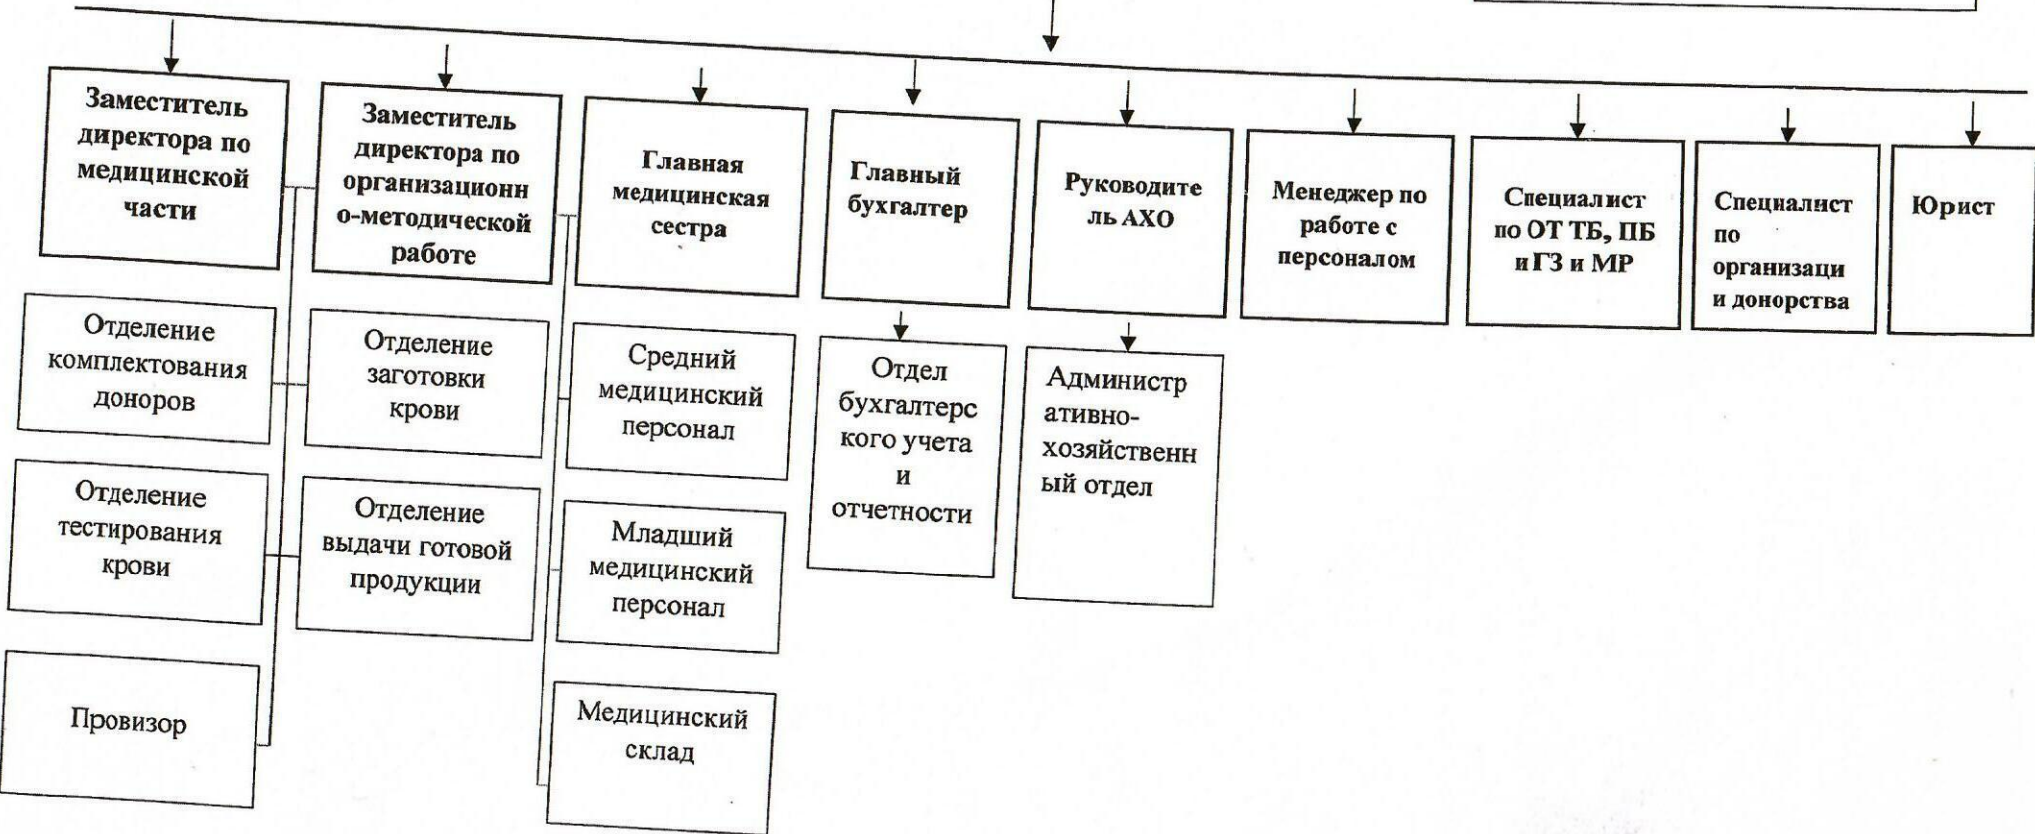 Заместитель
директора по
медицинской
части
Заместитель
директора по
организационн
о-методической
работе
Главная
медицинская
сестра
Главный
бухгалтер
Руководите
ль АХО
Менеджер по
работе с
персоналом
Специалист
по ОТ ТБ, ПБ
и ГЗ и МР
Специалист
по
организаци
и донорства
Юрист
Отделение
комплектования
доноров
Отделение
заготовки
крови
Средний
медицинский
персонал
Отдел
бухгалтерс
кого учета
и
отчетности
Администр
ативно-
хозяйственн
ый отдел
Отделение
тестирования
крови
Отделение
выдачи готовой
продукции
Младший
медицинский
персонал
Провизор
Медицинский
склад